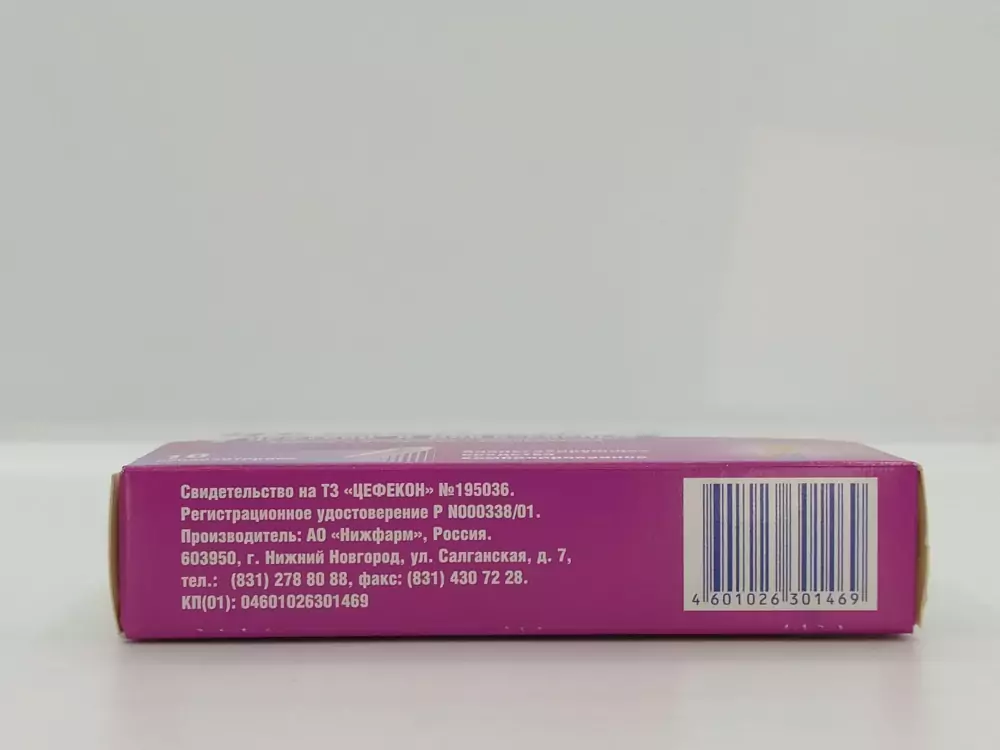 10
Свидетельство на ТЗ «ЦЕФЕКОН» №195036.
Регистрационное удостоверение Р N000338/01.
Производитель: АО «Нижфарм», Россия.
603950, г. Нижний Новгород, ул. Салганская, д. 7,
тел.: (831) 278 80 88, факс: (831) 430 72 28.
КП(01): 04601026301469
4 601026 301469